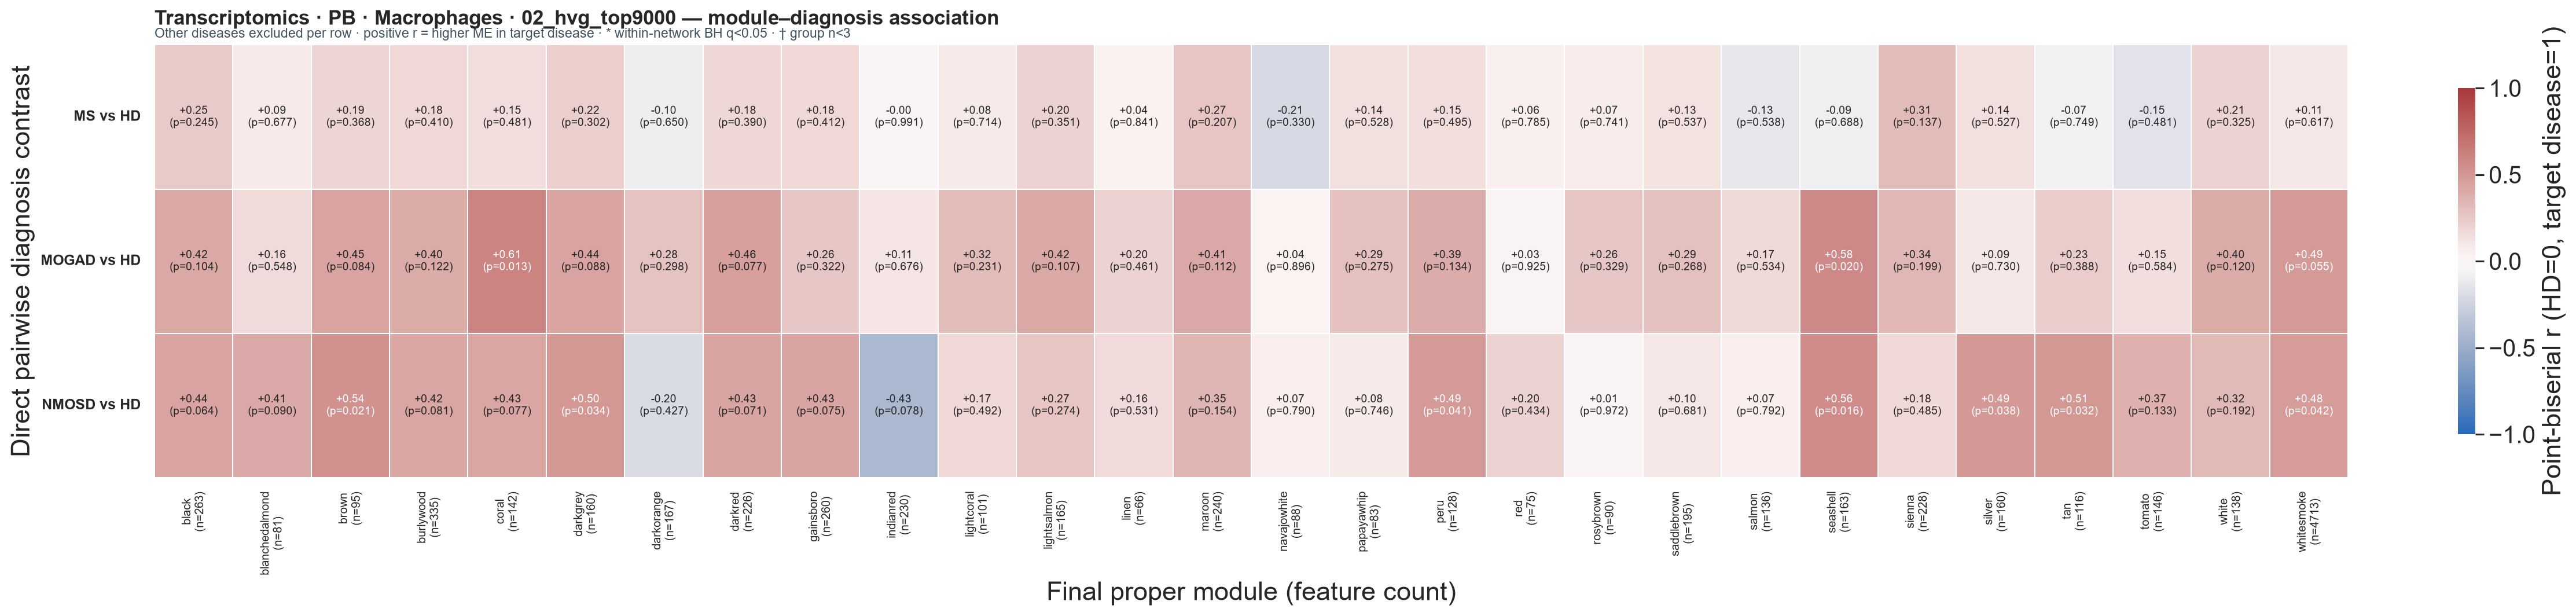 Transcriptomics · PB · Macrophages · 02_hvg_top9000 — module–diagnosis association
Other diseases excluded per row · positive r = higher ME in target disease · * within-network BH q<0.05 · † group n<3
Direct pairwise diagnosis contrast
MS vs HD
+0.25 +0.09 +0.19 +0.18 +0.15 +0.22 -0.10 +0.18 +0.18 -0.00 +0.08 +0.20 +0.04 +0.27 -0.21 +0.14 +0.15 +0.06 +0.07 +0.13 -0.13 -0.09 +0.31 +0.14 -0.07 -0.15 +0.21 +0.11
(p=0.245) (p=0.677) (p=0.368) (p=0.410) (p=0.481) (p=0.302) (p=0.650) (p=0.390) (p=0.412) (p=0.991) (p=0.714) (p=0.351) (p=0.841) (p=0.207) (p=0.330) (p=0.528) (p=0.495) (p=0.785) (p=0.741) (p=0.537) (p=0.538) (p=0.688) (p=0.137) (p=0.527) (p=0.749) (p=0.481) (p=0.325) (p=0.617)
MOGAD vs HD
+0.42 +0.16 +0.45 +0.40 +0.61 +0.44 +0.28 +0.46 +0.26 +0.11 +0.32 +0.42 +0.20 +0.41 +0.04 +0.29 +0.39 +0.03 +0.26 +0.29 +0.17 +0.58 +0.34 +0.09 +0.23 +0.15 +0.40 +0.49
(p=0.104) (p=0.548) (p=0.084) (p=0.122) (p=0.013) (p=0.088) (p=0.298) (p=0.077) (p=0.322) (p=0.676) (p=0.231) (p=0.107) (p=0.461) (p=0.112) (p=0.896) (p=0.275) (p=0.134) (p=0.925) (p=0.329) (p=0.268) (p=0.534) (p=0.020) (p=0.199) (p=0.730) (p=0.388) (p=0.584) (p=0.120) (p=0.055)
NMOSD vs HD
+0.44 +0.41 +0.54 +0.42 +0.43 +0.50 -0.20 +0.43 +0.43 -0.43 +0.17 +0.27 +0.16 +0.35 +0.07 +0.08 +0.49 +0.20 +0.01 +0.10 +0.07 +0.56 +0.18 +0.49 +0.51 +0.37 +0.32 +0.48
(p=0.064) (p=0.090) (p=0.021) (p=0.081) (p=0.077) (p=0.034) (p=0.427) (p=0.071) (p=0.075) (p=0.078) (p=0.492) (p=0.274) (p=0.531) (p=0.154) (p=0.790) (p=0.746) (p=0.041) (p=0.434) (p=0.972) (p=0.681) (p=0.792) (p=0.016) (p=0.485) (p=0.038) (p=0.032) (p=0.133) (p=0.192) (p=0.042)
black
(n=263)
blanchedalmond
(n=81)
brown
(n=95)
burlywood
(n=335)
coral
(n=142)
darkgrey
(n=160)
darkorange
(n=167)
darkred
(n=226)
gainsboro
(n=260)
indianred
(n=230)
lightcoral
(n=101)
lightsalmon
(n=165)
linen
(n=66)
maroon
(n=240)
navajowhite
(n=88)
papayawhip
(n=83)
peru
(n=128)
red
(n=75)
rosybrown
(n=90)
saddlebrown
(n=195)
salmon
(n=136)
seashell
(n=163)
sienna
(n=228)
silver
(n=160)
tan
(n=116)
tomato
(n=146)
white
(n=138)
whitesmoke
(n=4713)
Final proper module (feature count)
1.0
0.5
0.0
−0.5
−1.0
Point-biserial r (HD=0, target disease=1)